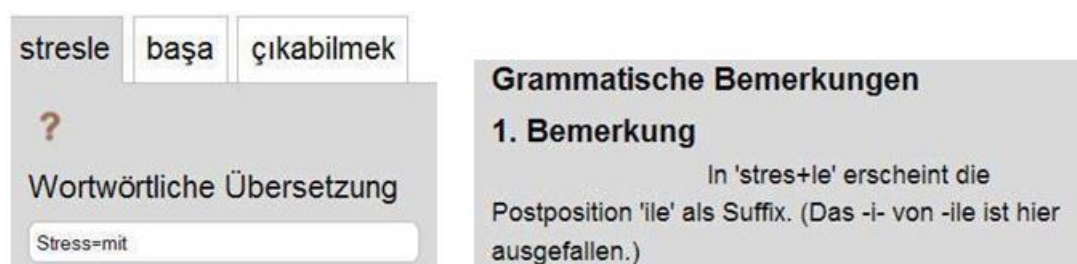 stresle başa çıkabilmek
?
Wortwörtliche Übersetzung
Stress=mit
Grammatische Bemerkungen
1. Bemerkung
In 'stres+le' erscheint die
Postposition 'ile' als Suffix. (Das -i- von -ile ist hier
ausgefallen.)